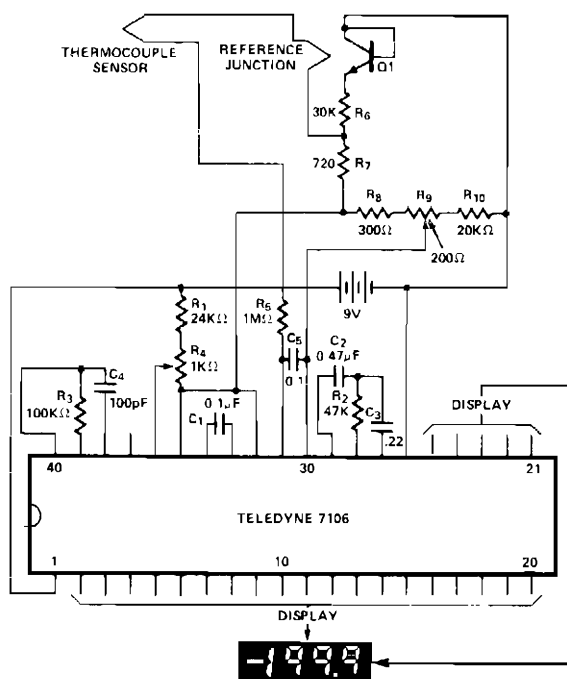 THERMOCOUPLE
SENSOR
REFERENCE
JUNCTION
Q1
30K R6
720 R7
R8
300Ω
R9
200Ω
R10
20KΩ
9V
R1
24KΩ
R4
1KΩ
R5
1MΩ
C5
0 1
C2
0 47μF
R2
47K
C3
.22
C4
100pF
R3
100KΩ
0 1μF
C1
DISPLAY
40
30
21
TELEDYNE 7106
1
10
20
DISPLAY
-199.9